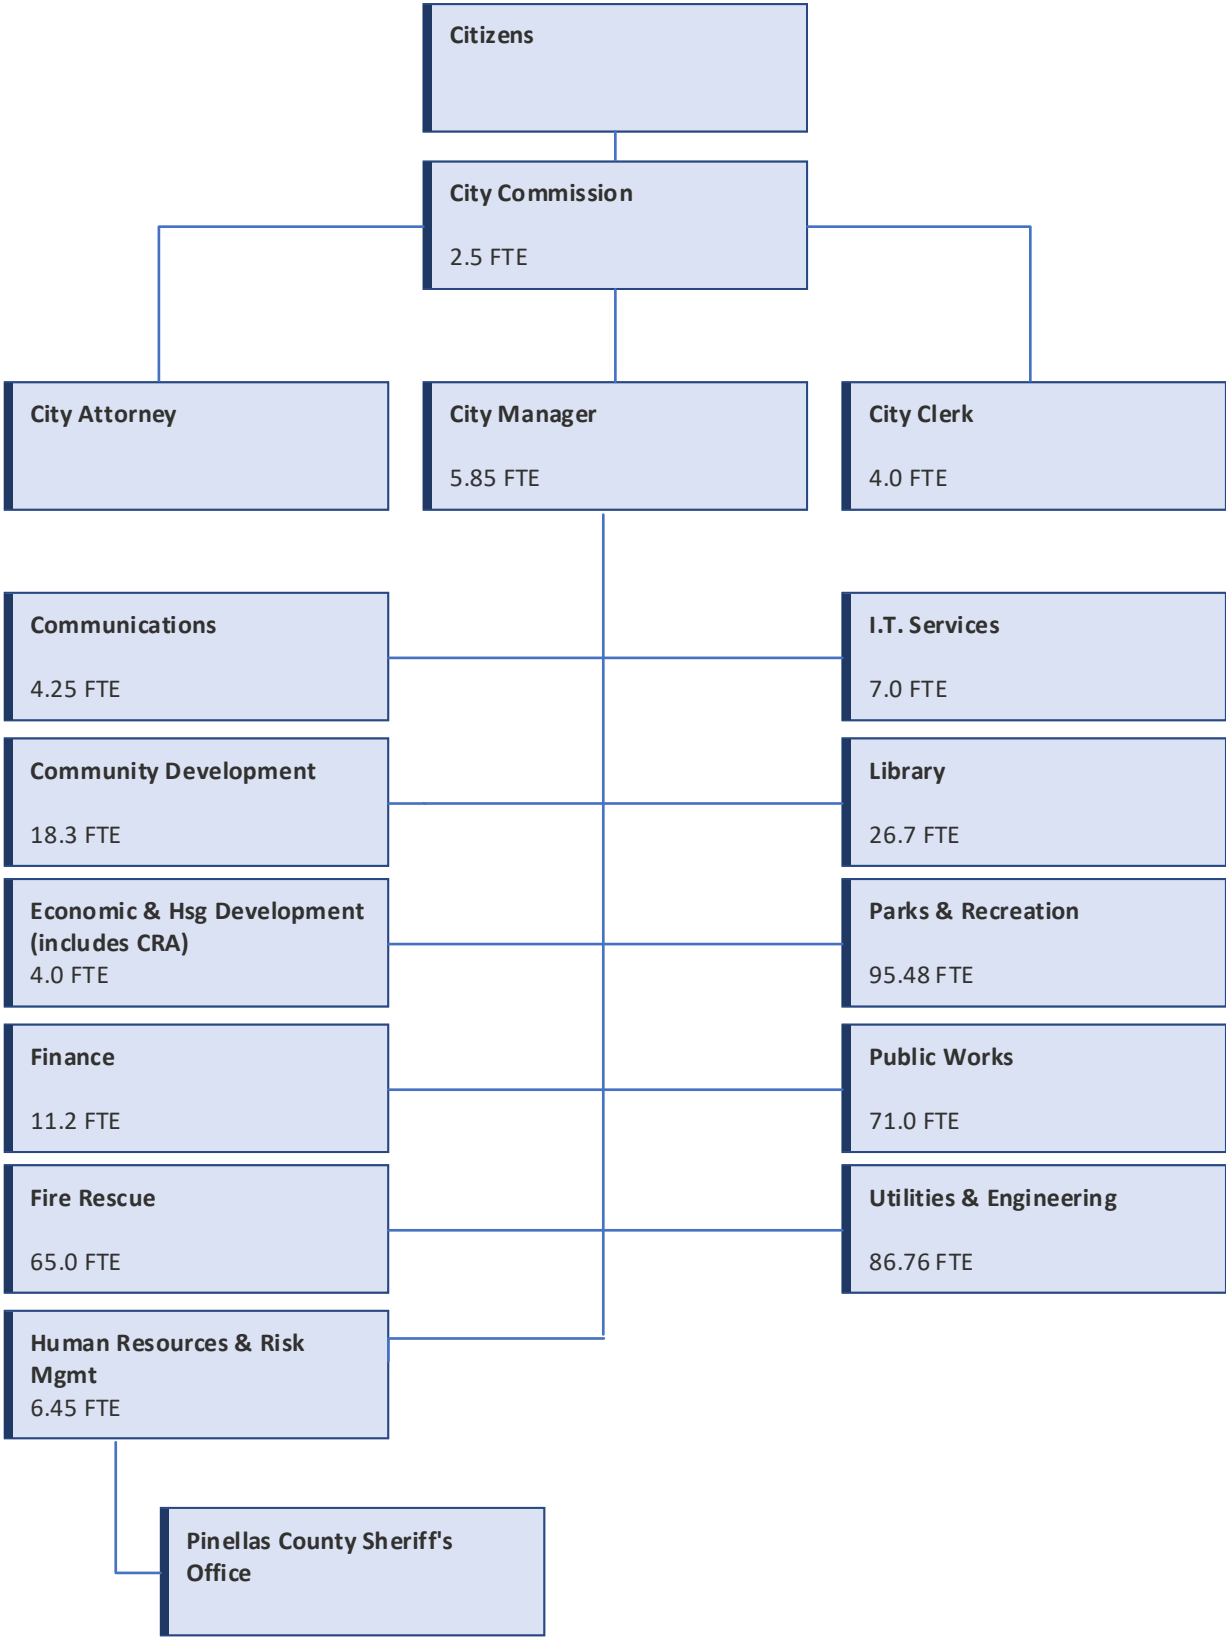 Citizens
City Commission
2.5 FTE
City Attorney
City Manager
5.85 FTE
City Clerk
4.0 FTE
Communications
4.25 FTE
I.T. Services
7.0 FTE
Community Development
18.3 FTE
Library
26.7 FTE
Economic & Hsg Development
(includes CRA)
4.0 FTE
Parks & Recreation
95.48 FTE
Finance
11.2 FTE
Public Works
71.0 FTE
Fire Rescue
65.0 FTE
Utilities & Engineering
86.76 FTE
Human Resources & Risk
Mgmt
6.45 FTE
Pinellas County Sheriff's
Office